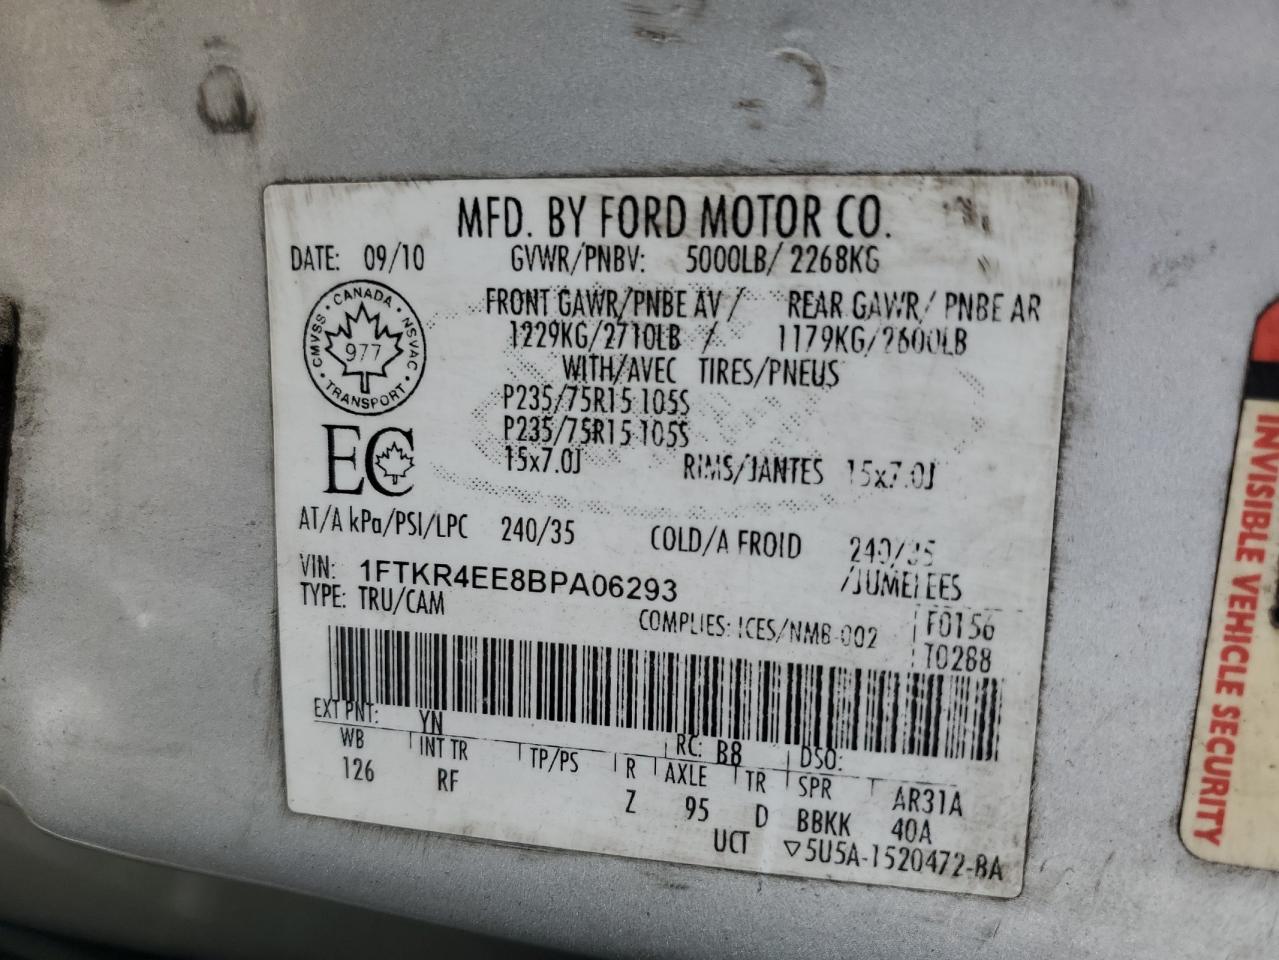 MFD. BY FORD MOTOR CO.
DATE: 09/10 GVWR/PNBV: 5000LB/ 2268KG
FRONT GAWR/PNBE AV / REAR GAWR/ PNBE AR
1229KG/2710LB / 1179KG/2600LB
WITH/AVEC TIRES/PNEUS
P235/75R15 105S
P235/75R15 105S
15x7.0J RIMS/JANTES 15x7.0J
CANADA
CMVSS · NSVAC
977
TRANSPORT
EC
AT/A kPa/PSI/LPC 240/35 COLD/A FROID 240/35
VIN: 1FTKR4EE8BPA06293 /JUMELEES
TYPE: TRU/CAM
COMPLIES: ICES/NMB-002 F0156
T0288
EXT PNT: YN RC: B8 DSO:
WB INT TR TP/PS R AXLE TR SPR AR31A
126 RF Z 95 D BBKK 40A
UCT ▽5U5A-1520472-BA
INVISIBLE VEHICLE SECURITY